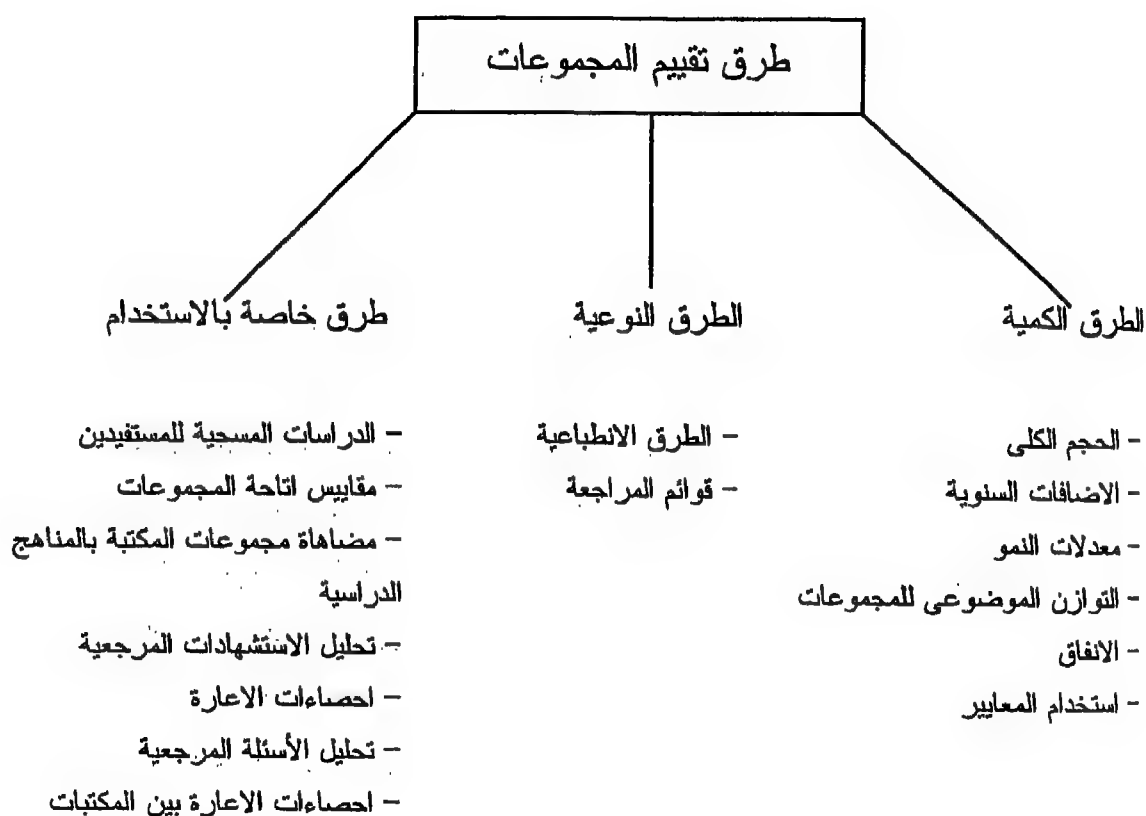 طرق تقييم المجموعات
الطرق الكمية
- الحجم الكلى
- الاضافات السنوية
- معدلات النمو
- التوازن الموضوعى للمجموعات
- الانفاق
- استخدام المعايير
الطرق النوعية
- الطرق الانطباعية
- قوائم المراجعة
طرق خاصة بالاستخدام
- الدراسات المسحية للمستفيدين
- مقاييس اتاحة المجموعات
- مضاهاة مجموعات المكتبة بالمناهج
الدراسية
- تحليل الاستشهادات المرجعية
- احصاءات الاعارة
- تحليل الأسئلة المرجعية
- احصاءات الاعارة بين المكتبات